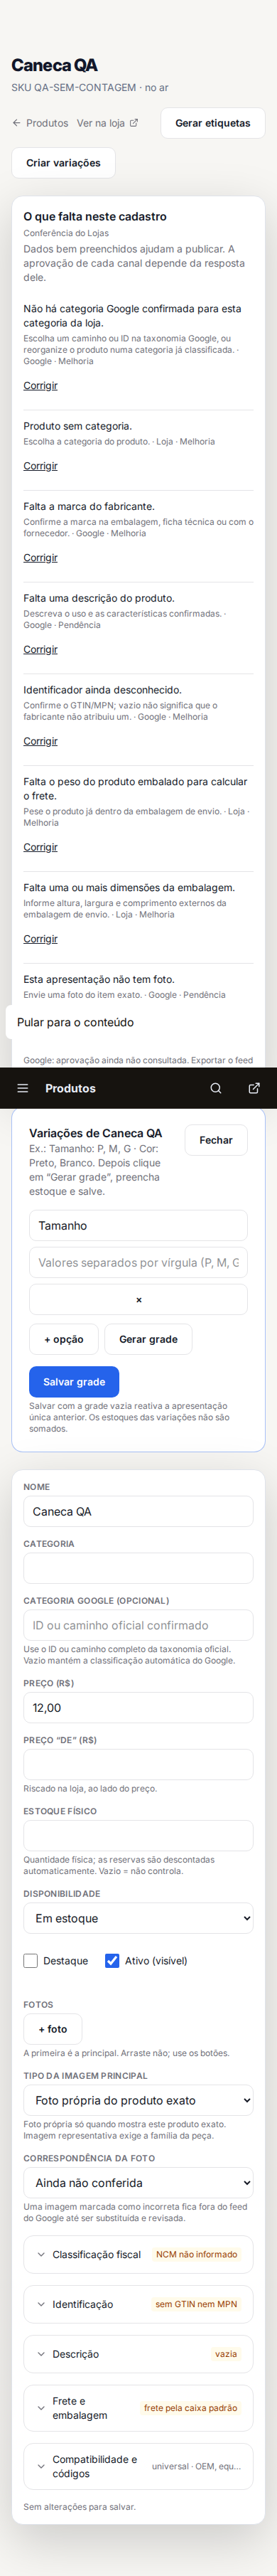 Caneca QA
SKU QA-SEM-CONTAGEM · no ar
← Produtos Ver na loja Gerar etiquetas
Criar variações
O que falta neste cadastro
Conferência do Lojas
Dados bem preenchidos ajudam a publicar. A
aprovação de cada canal depende da resposta
dele.
Não há categoria Google confirmada para esta
categoria da loja.
Escolha um caminho ou ID na taxonomia Google, ou
reorganize o produto numa categoria já classificada. ·
Google · Melhoria
Corrigir
Produto sem categoria.
Escolha a categoria do produto. · Loja · Melhoria
Corrigir
Falta a marca do fabricante.
Confirme a marca na embalagem, ficha técnica ou com o
fornecedor. · Google · Melhoria
Corrigir
Falta uma descrição do produto.
Descreva o uso e as características confirmadas. ·
Google · Pendência
Corrigir
Identificador ainda desconhecido.
Confirme o GTIN/MPN; vazio não significa que o
fabricante não atribuiu um. · Google · Melhoria
Corrigir
Falta o peso do produto embalado para calcular
o frete.
Pese o produto já dentro da embalagem de envio. · Loja ·
Melhoria
Corrigir
Falta uma ou mais dimensões da embalagem.
Informe altura, largura e comprimento externos da
embalagem de envio. · Loja · Melhoria
Corrigir
Esta apresentação não tem foto.
Envie uma foto do item exato. · Google · Pendência
Pular para o conteúdo
Google: aprovação ainda não consultada. Exportar o feed
Produtos
Variações de Caneca QA
Fechar
Ex.: Tamanho: P, M, G · Cor:
Preto, Branco. Depois clique
em “Gerar grade”, preencha
estoque e salve.
Tamanho
Valores separados por vírgula (P, M, G
×
+ opção Gerar grade
Salvar grade
Salvar com a grade vazia reativa a apresentação
única anterior. Os estoques das variações não são
somados.
NOME
Caneca QA
CATEGORIA
CATEGORIA GOOGLE (OPCIONAL)
ID ou caminho oficial confirmado
Use o ID ou caminho completo da taxonomia oficial.
Vazio mantém a classificação automática do Google.
PREÇO (R$)
12,00
PREÇO “DE” (R$)
Riscado na loja, ao lado do preço.
ESTOQUE FÍSICO
Quantidade física; as reservas são descontadas
automaticamente. Vazio = não controla.
DISPONIBILIDADE
Em estoque
Destaque Ativo (visível)
FOTOS
+ foto
A primeira é a principal. Arraste não; use os botões.
TIPO DA IMAGEM PRINCIPAL
Foto própria do produto exato
Foto própria só quando mostra este produto exato.
Imagem representativa exige a família da peça.
CORRESPONDÊNCIA DA FOTO
Ainda não conferida
Uma imagem marcada como incorreta fica fora do feed
do Google até ser substituída e revisada.
Classificação fiscal NCM não informado
Identificação sem GTIN nem MPN
Descrição vazia
Frete e
embalagem frete pela caixa padrão
Compatibilidade e
códigos universal · OEM, equ...
Sem alterações para salvar.